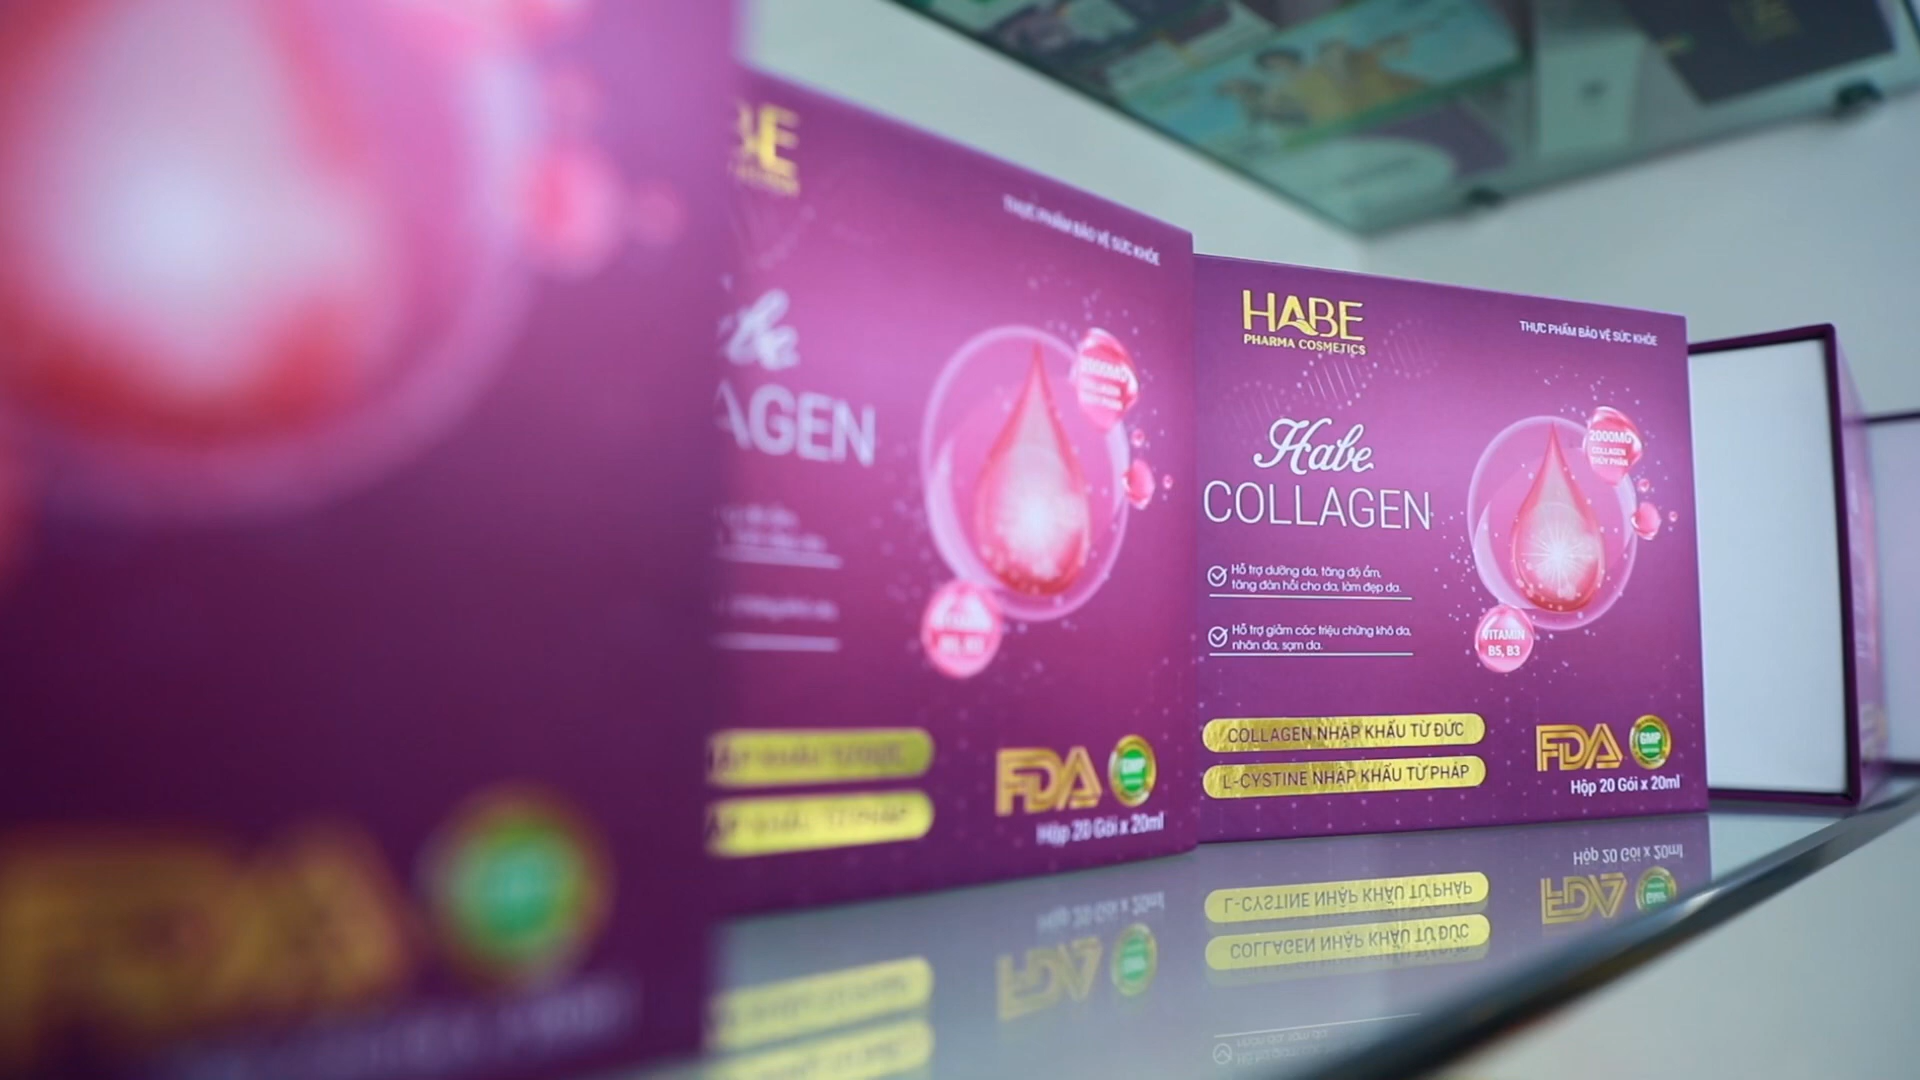 HABE
PHARMA COSMETICS
THỰC PHẨM BẢO VỆ SỨC KHỎE
Habe
COLLAGEN
2000MG
COLLAGEN
THỦY PHÂN
Hỗ trợ dưỡng da, tăng độ ẩm,
tăng đàn hồi cho da, làm đẹp da.
Hỗ trợ giảm các triệu chứng khô da,
nhăn da, sạm da.
VITAMIN
B5, B3
COLLAGEN NHẬP KHẨU TỪ ĐỨC
L-CYSTINE NHẬP KHẨU TỪ PHÁP
FDA
GMP
Hộp 20 Gói x 20ml
THỰC PHẨM BẢO VỆ SỨC KHỎE
AGEN
2000MG
FDA
GMP
Hộp 20 Gói x 20ml